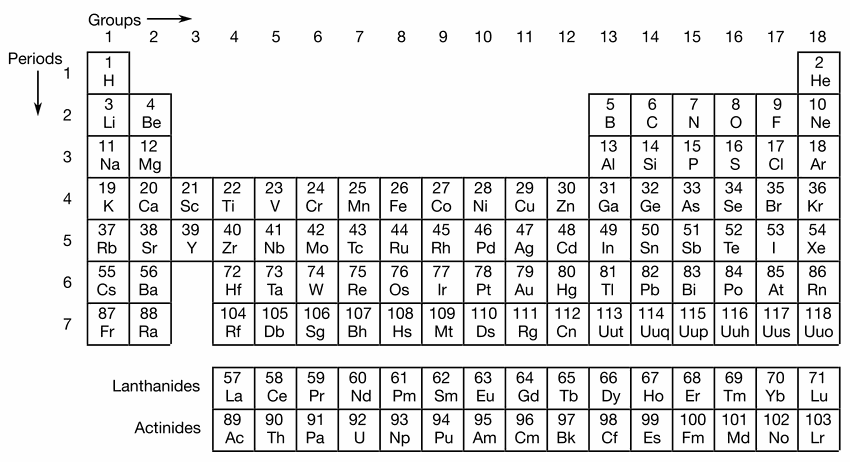 Groups
1 2 3 4 5 6 7 8 9 10 11 12 13 14 15 16 17 18
Periods
1 1 2
H He
2 3 4 5 6 7 8 9 10
Li Be B C N O F Ne
3 11 12 13 14 15 16 17 18
Na Mg Al Si P S Cl Ar
4 19 20 21 22 23 24 25 26 27 28 29 30 31 32 33 34 35 36
K Ca Sc Ti V Cr Mn Fe Co Ni Cu Zn Ga Ge As Se Br Kr
5 37 38 39 40 41 42 43 44 45 46 47 48 49 50 51 52 53 54
Rb Sr Y Zr Nb Mo Tc Ru Rh Pd Ag Cd In Sn Sb Te I Xe
6 55 56 72 73 74 75 76 77 78 79 80 81 82 83 84 85 86
Cs Ba Hf Ta W Re Os Ir Pt Au Hg Tl Pb Bi Po At Rn
7 87 88 104 105 106 107 108 109 110 111 112 113 114 115 116 117 118
Fr Ra Rf Db Sg Bh Hs Mt Ds Rg Cn Uut Uuq Uup Uuh Uus Uuo
Lanthanides 57 58 59 60 61 62 63 64 65 66 67 68 69 70 71
La Ce Pr Nd Pm Sm Eu Gd Tb Dy Ho Er Tm Yb Lu
Actinides 89 90 91 92 93 94 95 96 97 98 99 100 101 102 103
Ac Th Pa U Np Pu Am Cm Bk Cf Es Fm Md No Lr